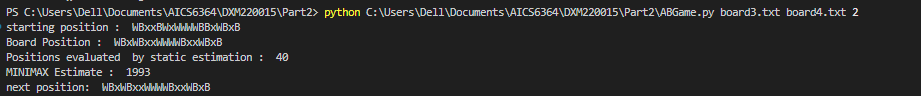 PS C:\Users\Dell\Documents\AICS6364\DXM220015\Part2> python C:\Users\Dell\Documents\AICS6364\DXM220015\Part2\ABGame.py board3.txt board4.txt 2
starting position :  WBxxBWxWWWWBBxWBxB
Board Position :  WBxWBxxWWWWBxxWBxB
Positions evaluated  by static estimation :  40
MINIMAX Estimate :  1993
next position:  WBxWBxxWWWWBxxWBxB